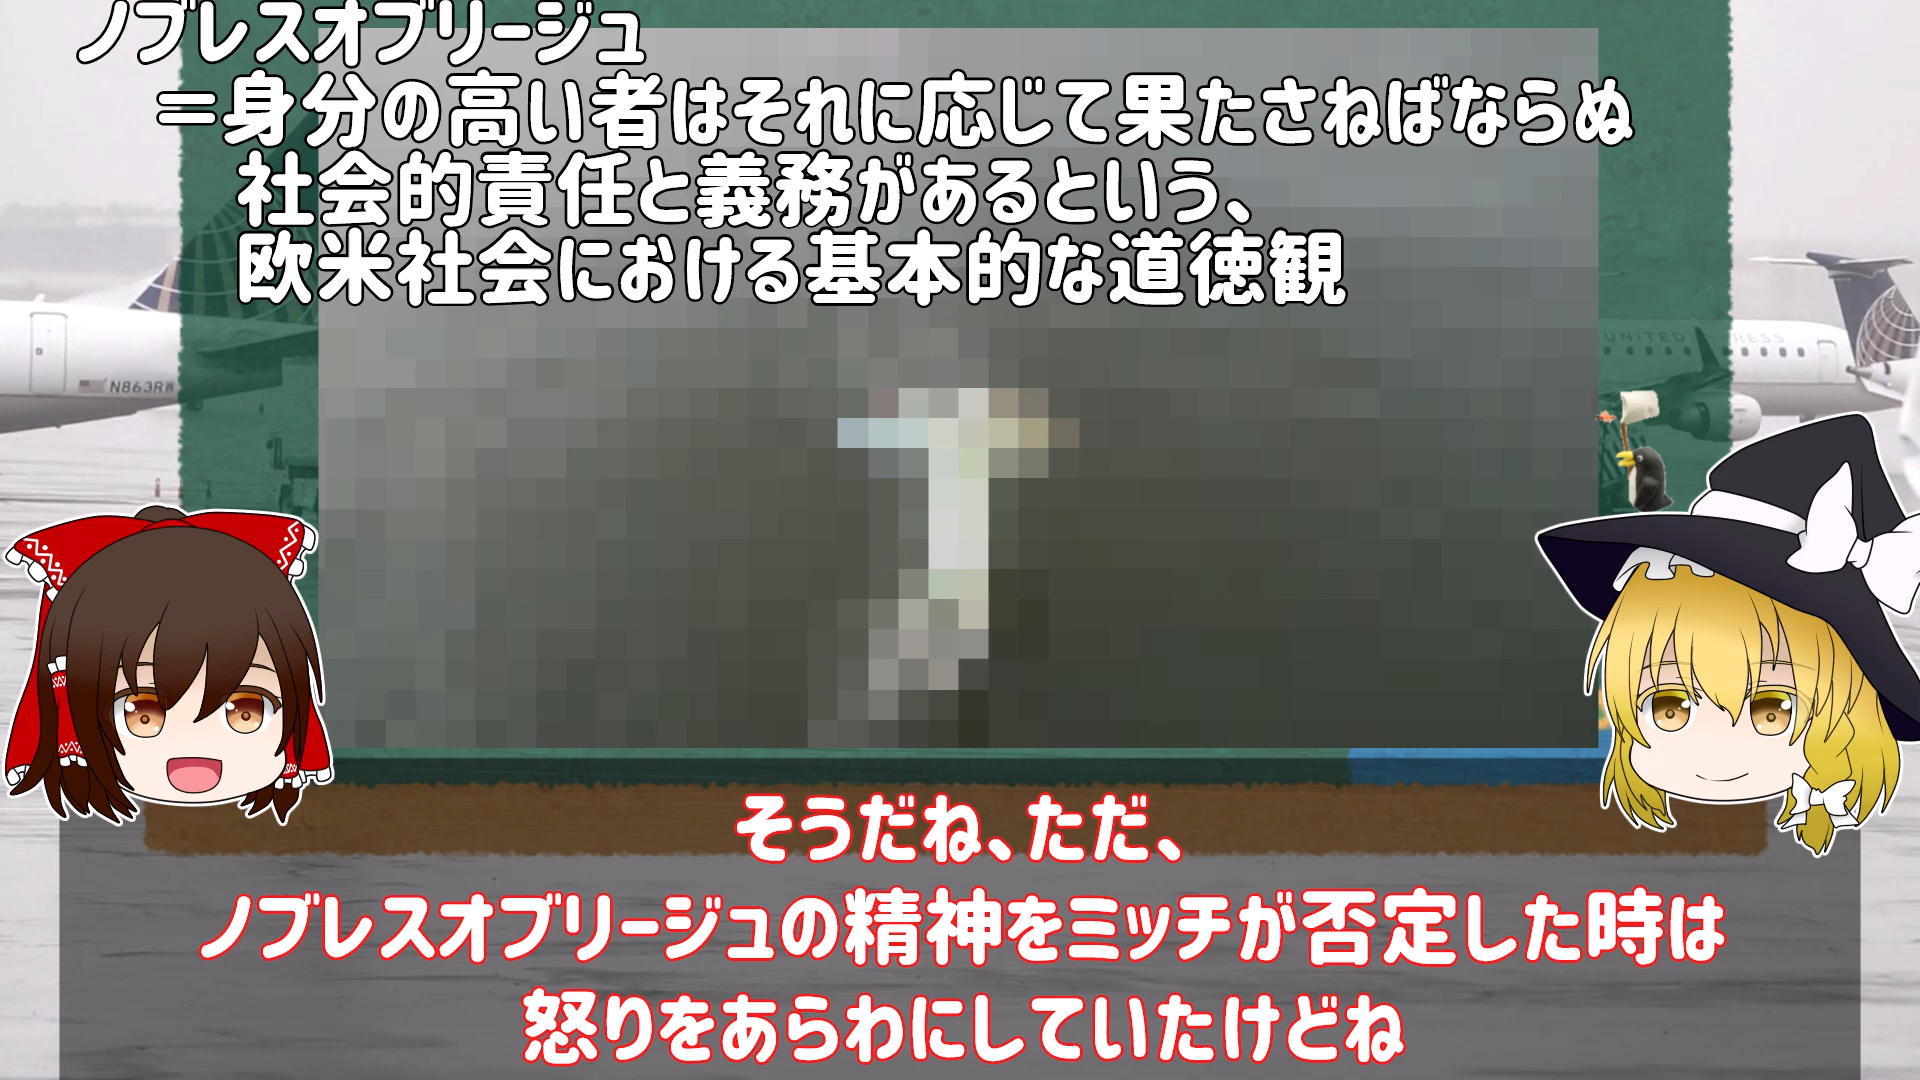 ノブレスオブリージュ
＝身分の高い者はそれに応じて果たさねばならぬ
社会的責任と義務があるという、
欧米社会における基本的な道徳観
N863RW
UNITED EXPRESS
そうだね、ただ、
ノブレスオブリージュの精神をミッチが否定した時は
怒りをあらわにしていたけどね